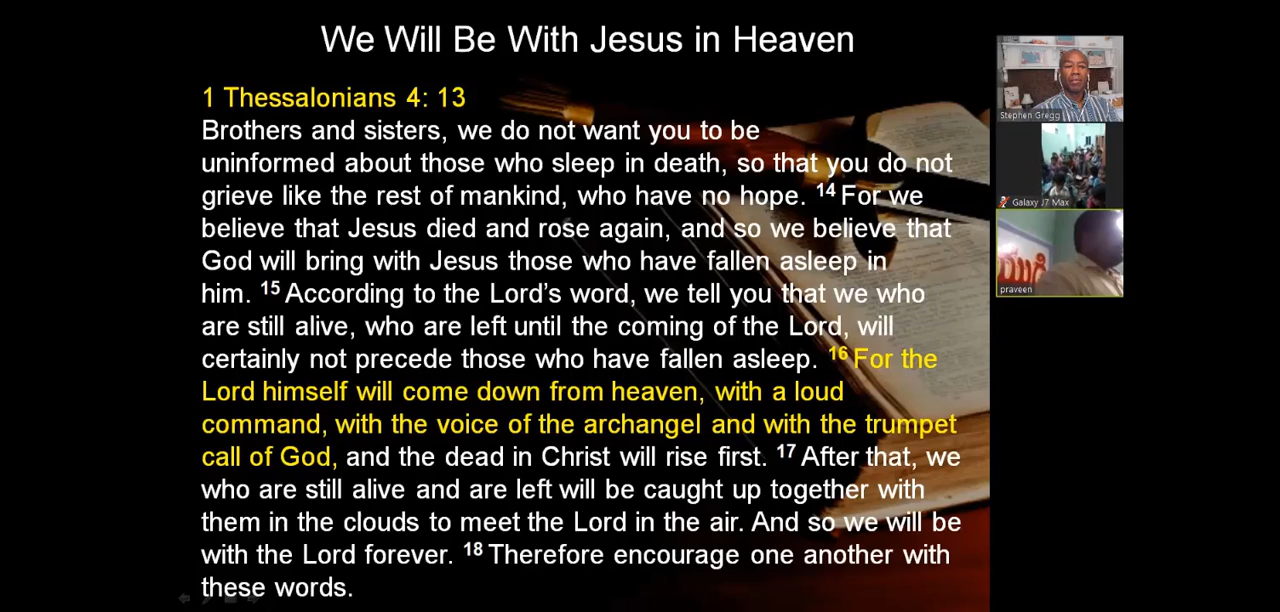 We Will Be With Jesus in Heaven
1 Thessalonians 4: 13
Brothers and sisters, we do not want you to be
uninformed about those who sleep in death, so that you do not
grieve like the rest of mankind, who have no hope. 14 For we
believe that Jesus died and rose again, and so we believe that
God will bring with Jesus those who have fallen asleep in
him. 15 According to the Lord’s word, we tell you that we who
are still alive, who are left until the coming of the Lord, will
certainly not precede those who have fallen asleep. 16 For the
Lord himself will come down from heaven, with a loud
command, with the voice of the archangel and with the trumpet
call of God, and the dead in Christ will rise first. 17 After that, we
who are still alive and are left will be caught up together with
them in the clouds to meet the Lord in the air. And so we will be
with the Lord forever. 18 Therefore encourage one another with
these words.
Stephen Gregg
Galaxy J7 Max
praveen